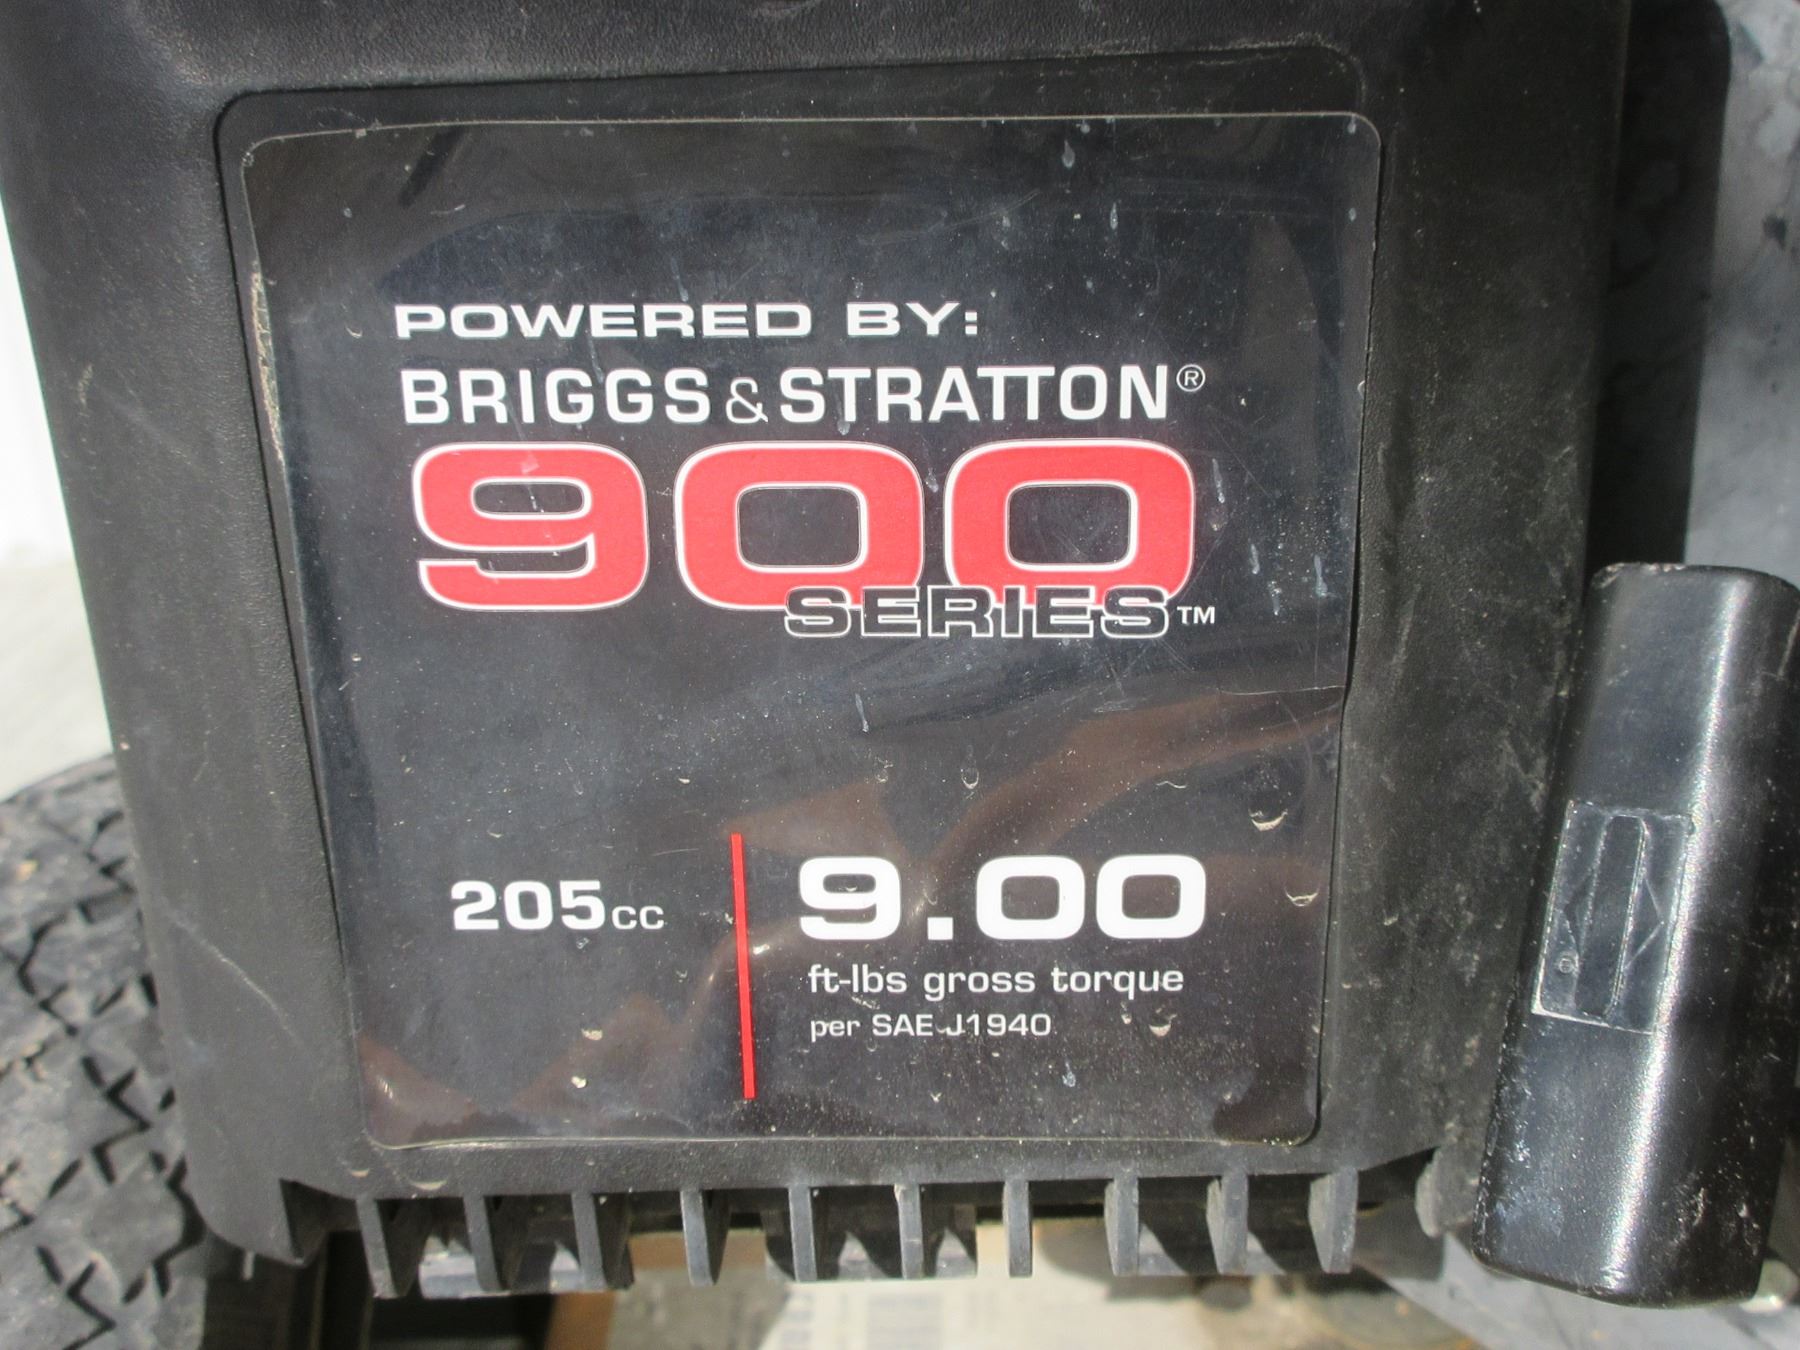 POWERED BY:
BRIGGS & STRATTON®
900
SERIES™
205cc
9.00
ft-lbs gross torque
per SAE J1940